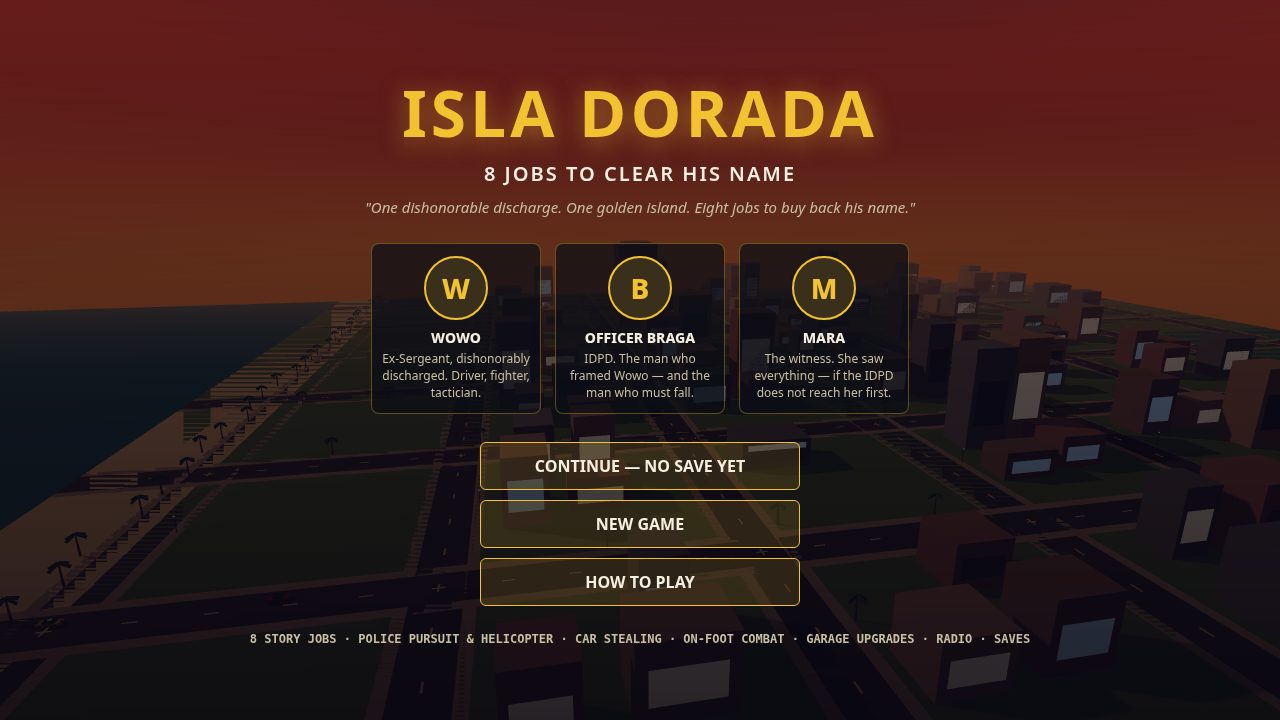 ISLA DORADA
8 JOBS TO CLEAR HIS NAME
"One dishonorable discharge. One golden island. Eight jobs to buy back his name."
W
WOWO
Ex-Sergeant, dishonorably
discharged. Driver, fighter,
tactician.
B
OFFICER BRAGA
IDPD. The man who
framed Wowo — and the
man who must fall.
M
MARA
The witness. She saw
everything — if the IDPD
does not reach her first.
CONTINUE — NO SAVE YET
NEW GAME
HOW TO PLAY
8 STORY JOBS · POLICE PURSUIT & HELICOPTER · CAR STEALING · ON-FOOT COMBAT · GARAGE UPGRADES · RADIO · SAVES